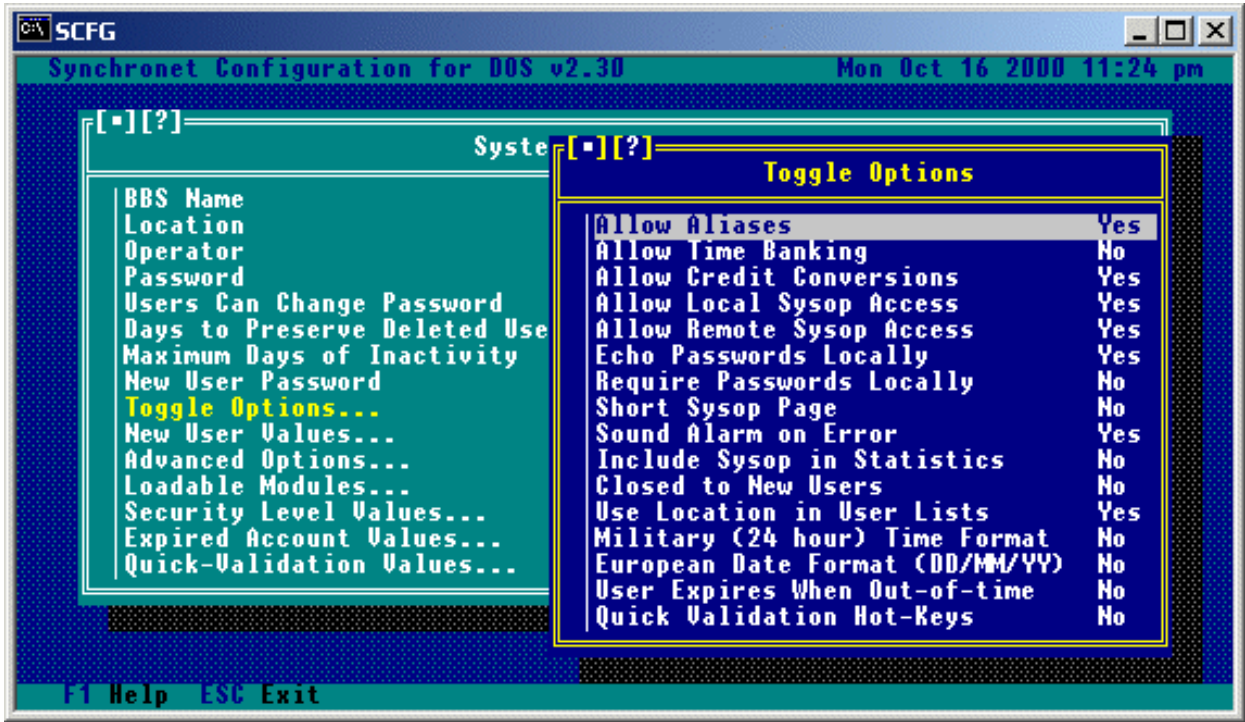 SCFG
Synchronet Configuration for DOS v2.30 Mon Oct 16 2000 11:24 pm
[■][?]
Syste
BBS Name
Location
Operator
Password
Users Can Change Password
Days to Preserve Deleted Use
Maximum Days of Inactivity
New User Password
Toggle Options...
New User Values...
Advanced Options...
Loadable Modules...
Security Level Values...
Expired Account Values...
Quick-Validation Values...
[■][?]
Toggle Options
Allow Aliases Yes
Allow Time Banking No
Allow Credit Conversions Yes
Allow Local Sysop Access Yes
Allow Remote Sysop Access Yes
Echo Passwords Locally Yes
Require Passwords Locally No
Short Sysop Page No
Sound Alarm on Error Yes
Include Sysop in Statistics No
Closed to New Users No
Use Location in User Lists Yes
Military (24 hour) Time Format No
European Date Format (DD/MM/YY) No
User Expires When Out-of-time No
Quick Validation Hot-Keys No
F1 Help ESC Exit